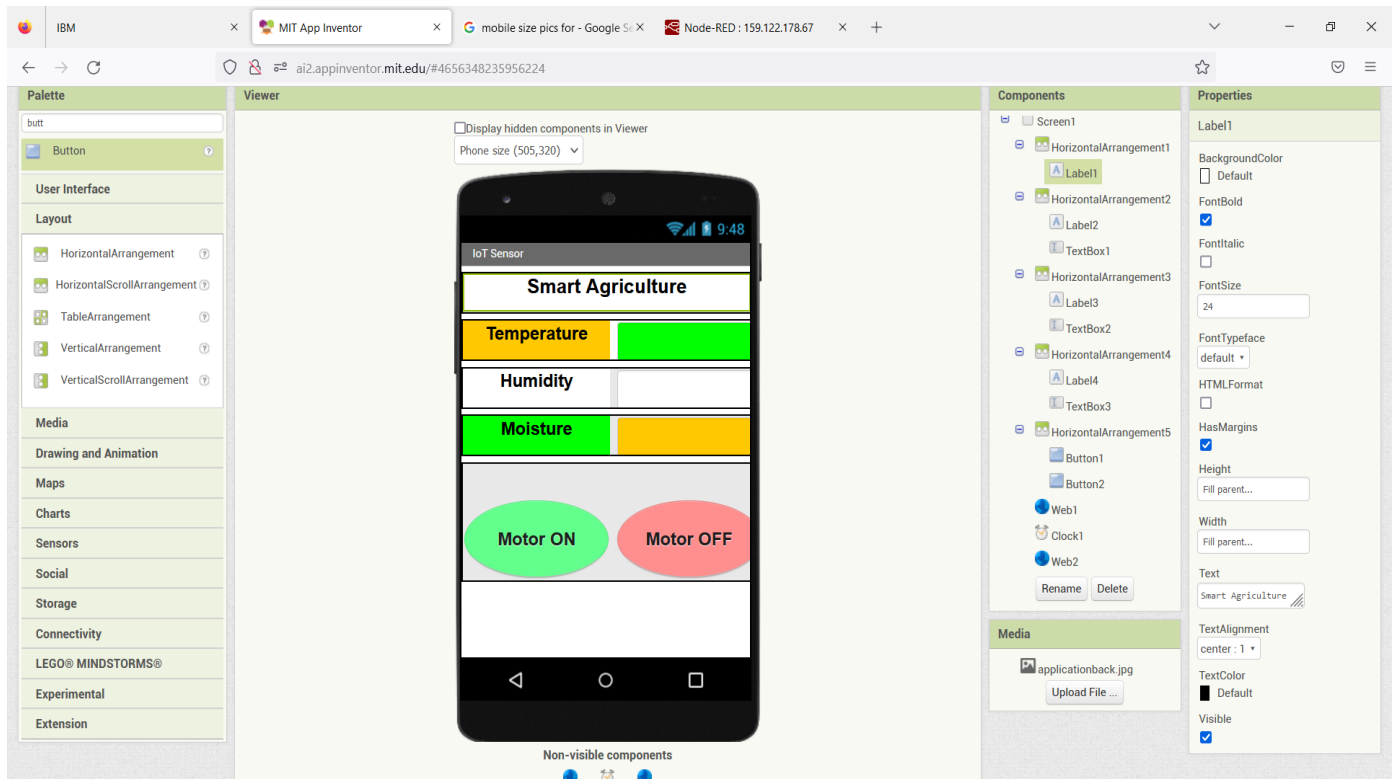 IBM
MIT App Inventor
mobile size pics for - Google Se
Node-RED : 159.122.178.67
ai2.appinventor.mit.edu/#4656348235956224
Palette
butt
Button
User Interface
Layout
HorizontalArrangement
HorizontalScrollArrangement
TableArrangement
VerticalArrangement
VerticalScrollArrangement
Media
Drawing and Animation
Maps
Charts
Sensors
Social
Storage
Connectivity
LEGO® MINDSTORMS®
Experimental
Extension
Viewer
Display hidden components in Viewer
Phone size (505,320)
9:48
IoT Sensor
Smart Agriculture
Temperature
Humidity
Moisture
Motor ON Motor OFF
Non-visible components
Components
Screen1
HorizontalArrangement1
Label1
HorizontalArrangement2
Label2
TextBox1
HorizontalArrangement3
Label3
TextBox2
HorizontalArrangement4
Label4
TextBox3
HorizontalArrangement5
Button1
Button2
Web1
Clock1
Web2
Rename Delete
Media
applicationback.jpg
Upload File ...
Properties
Label1
BackgroundColor
Default
FontBold
FontItalic
FontSize
24
FontTypeface
default
HTMLFormat
HasMargins
Height
Fill parent...
Width
Fill parent...
Text
Smart Agriculture
TextAlignment
center : 1
TextColor
Default
Visible